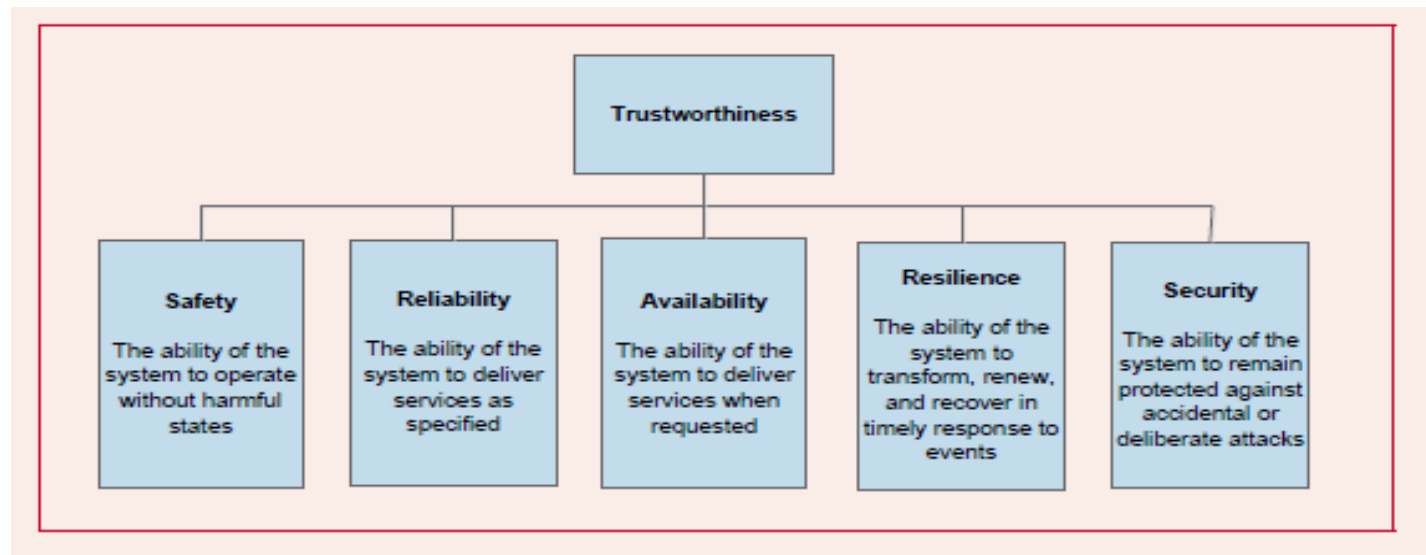 Trustworthiness
Safety
The ability of the
system to operate
without harmful
states
Reliability
The ability of the
system to deliver
services as
specified
Availability
The ability of the
system to deliver
services when
requested
Resilience
The ability of the
system to
transform, renew,
and recover in
timely response to
events
Security
The ability of the
system to remain
protected against
accidental or
deliberate attacks